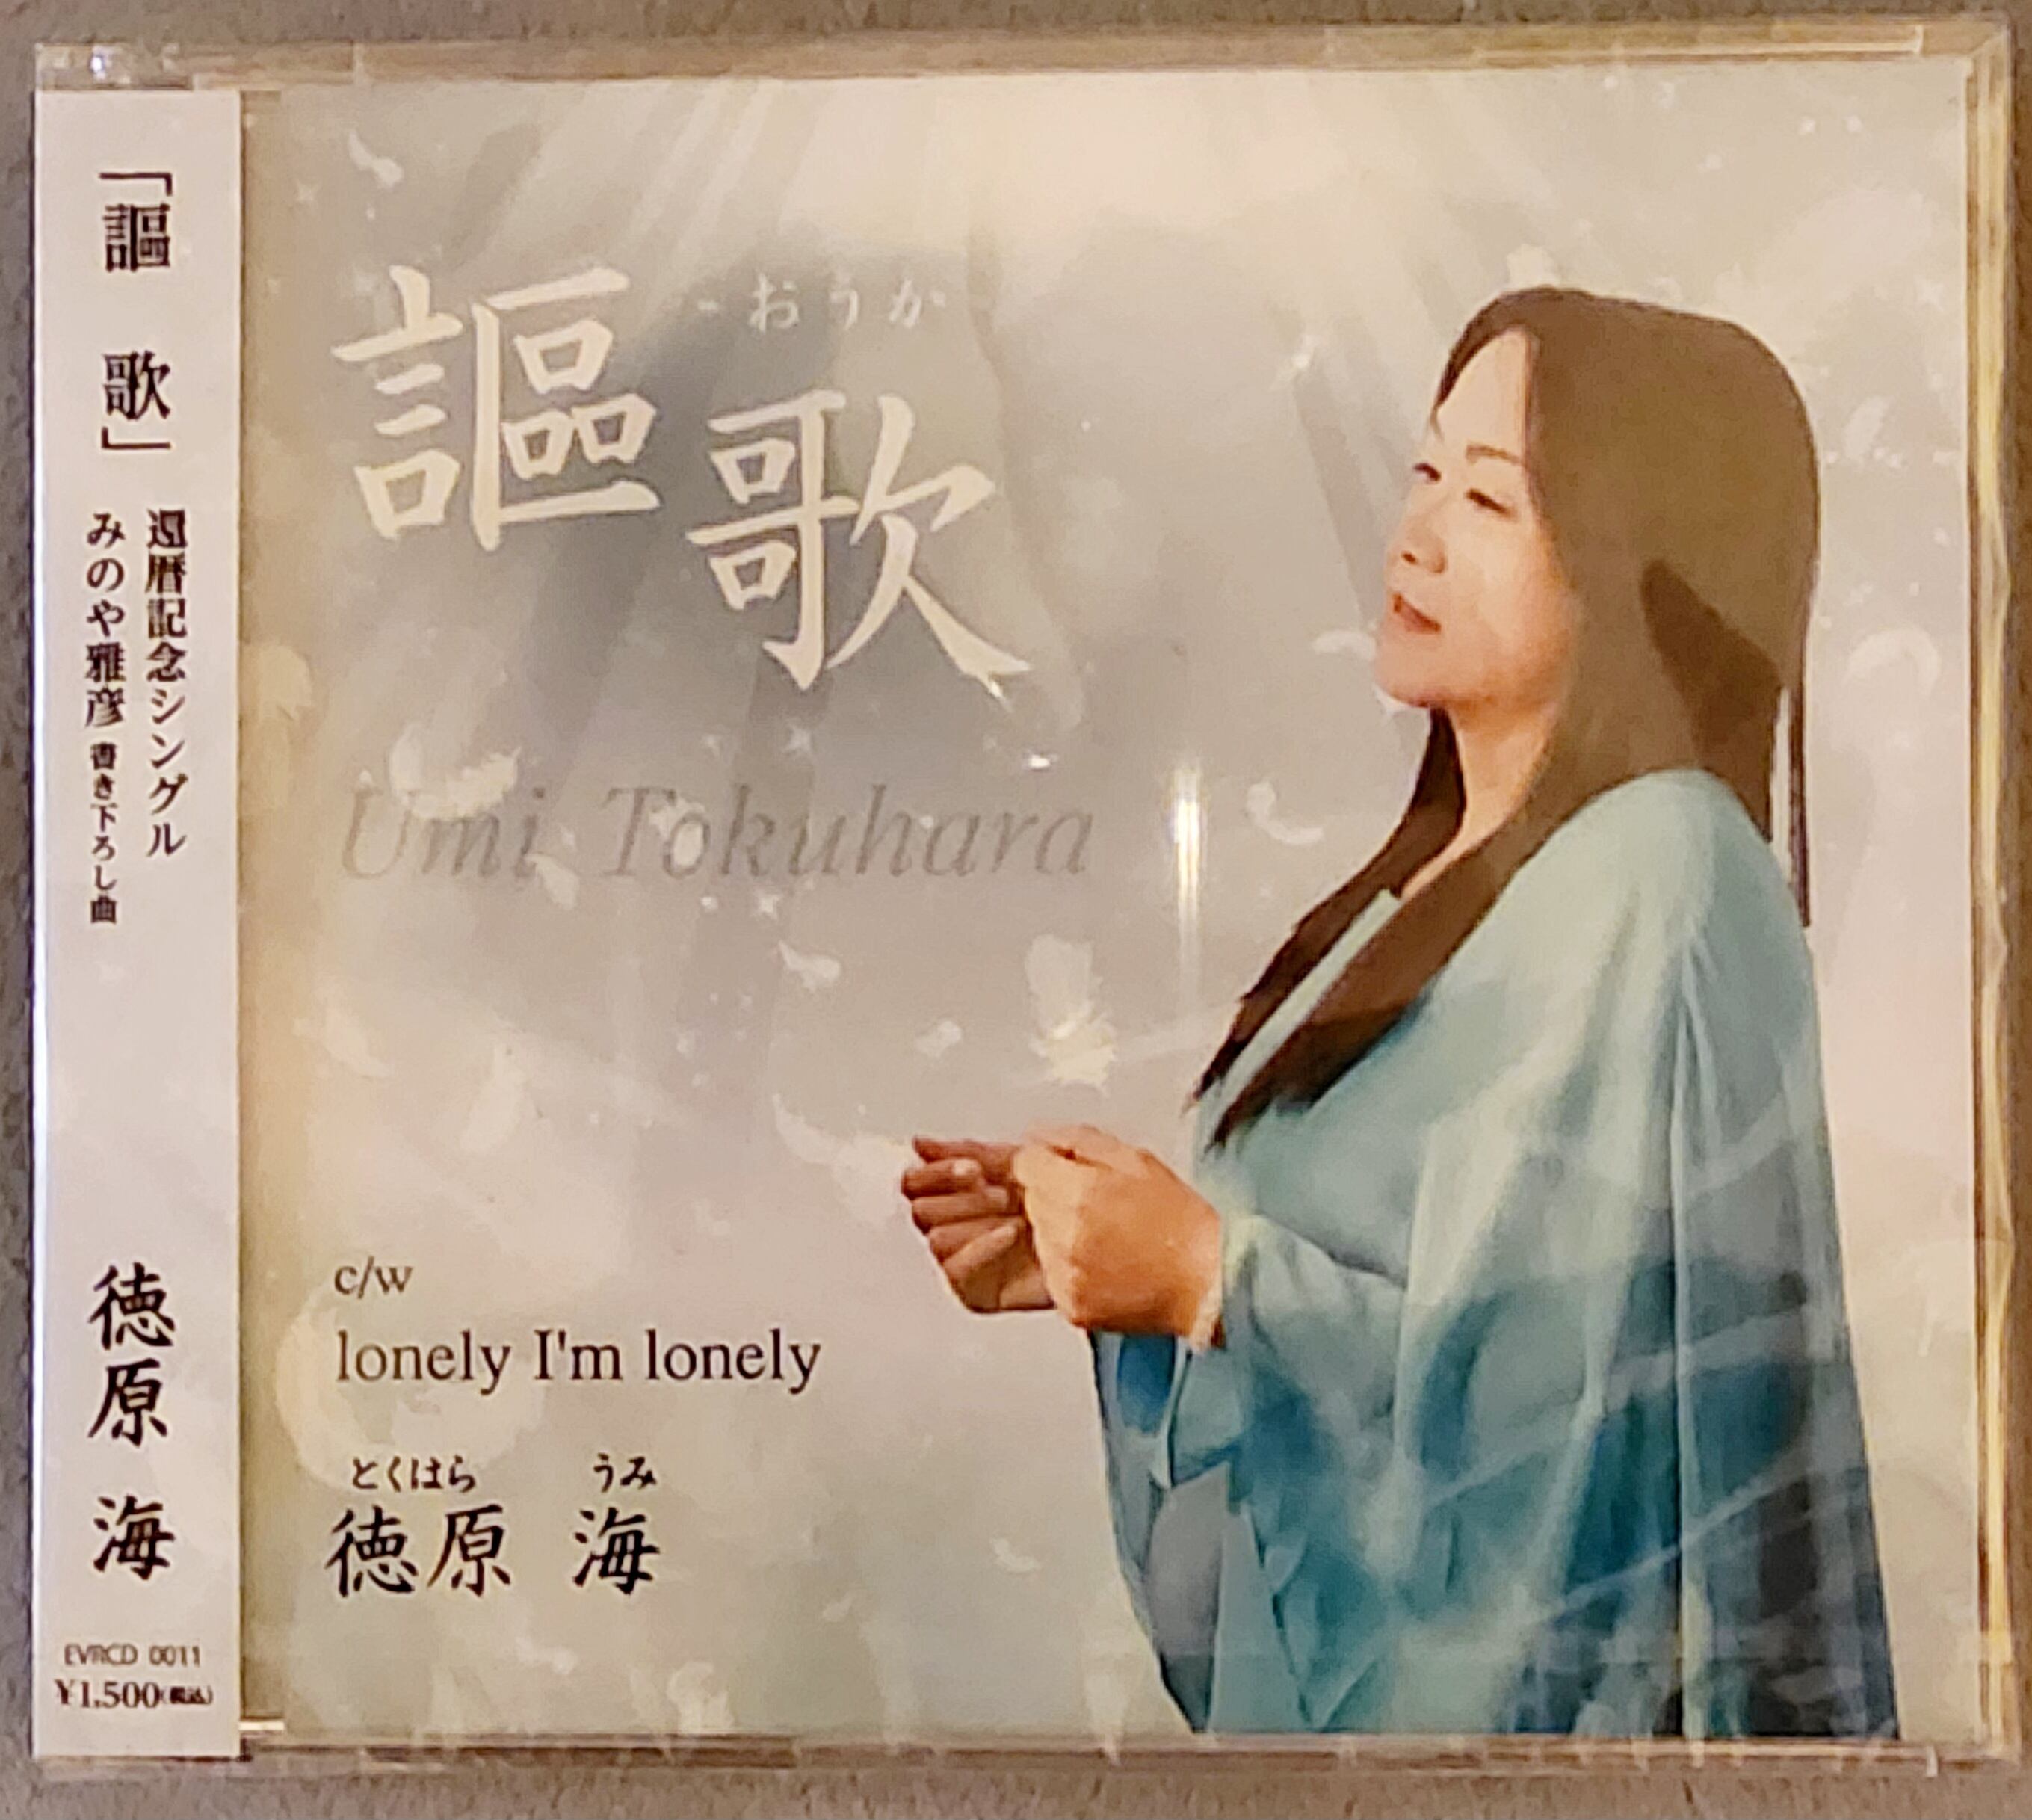 「謳 歌」
還暦記念シングル
みのや雅彦 書き下ろし曲
徳原 海
EVRCD 0011
¥1,500(税込)
-おうか-
謳歌
Umi Tokuhara
c/w
lonely I'm lonely
とくはら うみ
徳原 海